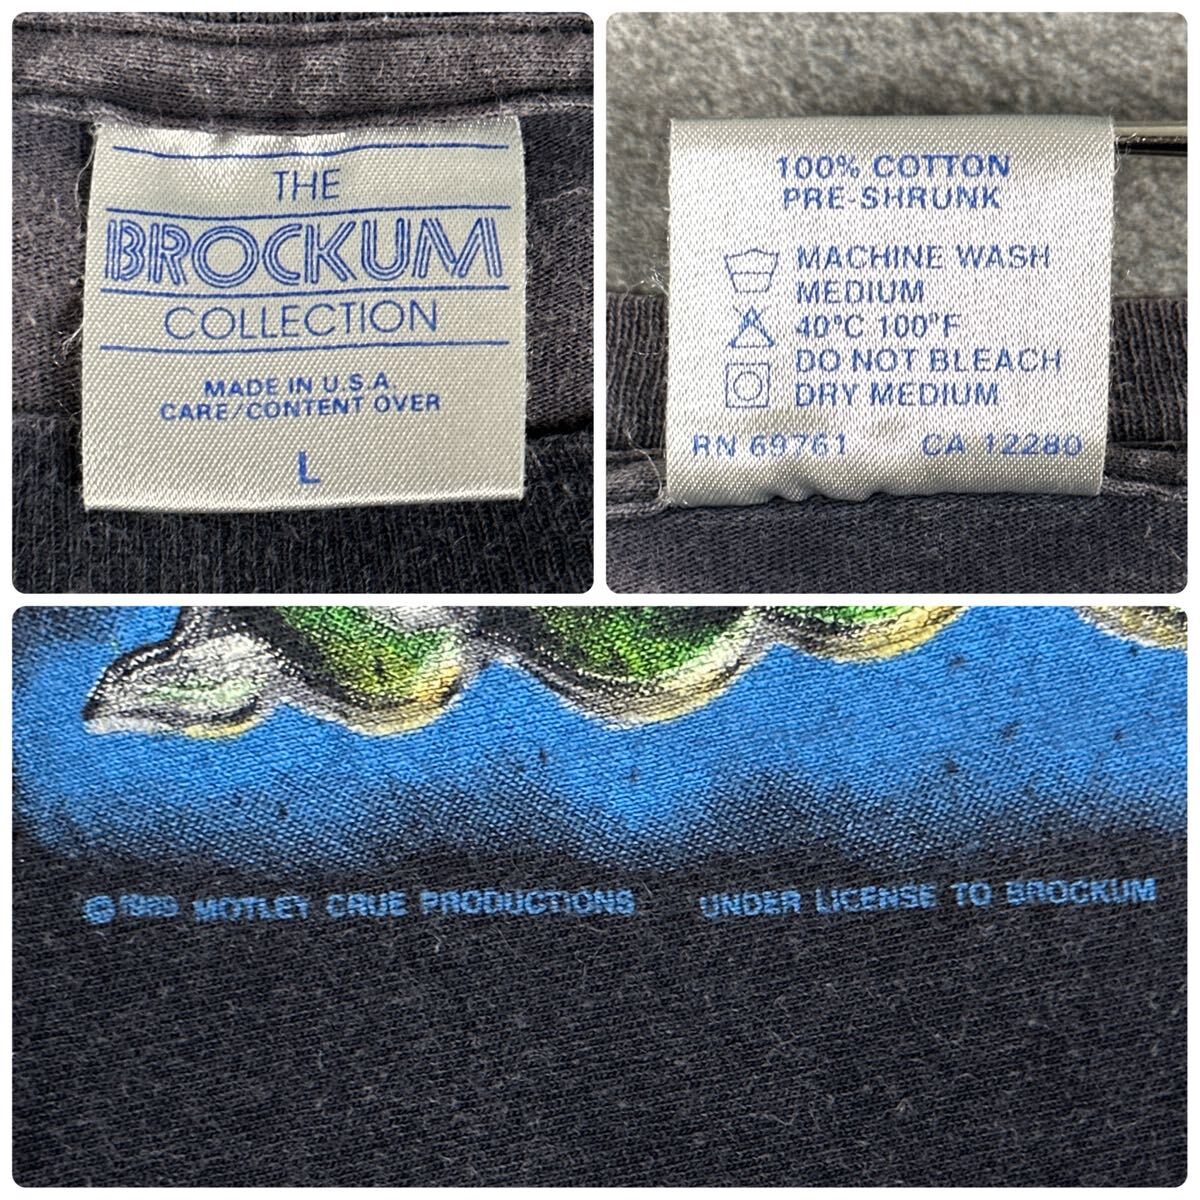 THE
BROCKUM
COLLECTION
MADE IN U.S.A.
CARE/CONTENT OVER
L
100% COTTON
PRE-SHRUNK
MACHINE WASH
MEDIUM
40°C 100°F
DO NOT BLEACH
DRY MEDIUM
RN 69761 CA 12280
© 1989 MOTLEY CRUE PRODUCTIONS UNDER LICENSE TO BROCKUM